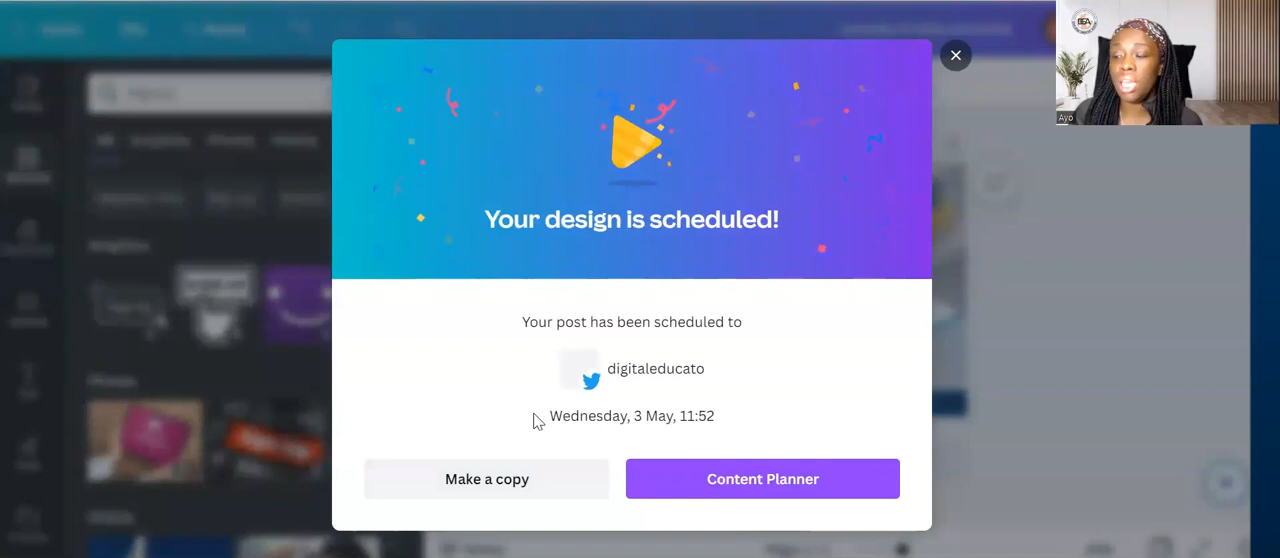 Your design is scheduled!
Your post has been scheduled to
digitaleducato
Wednesday, 3 May, 11:52
Make a copy
Content Planner
Ayo